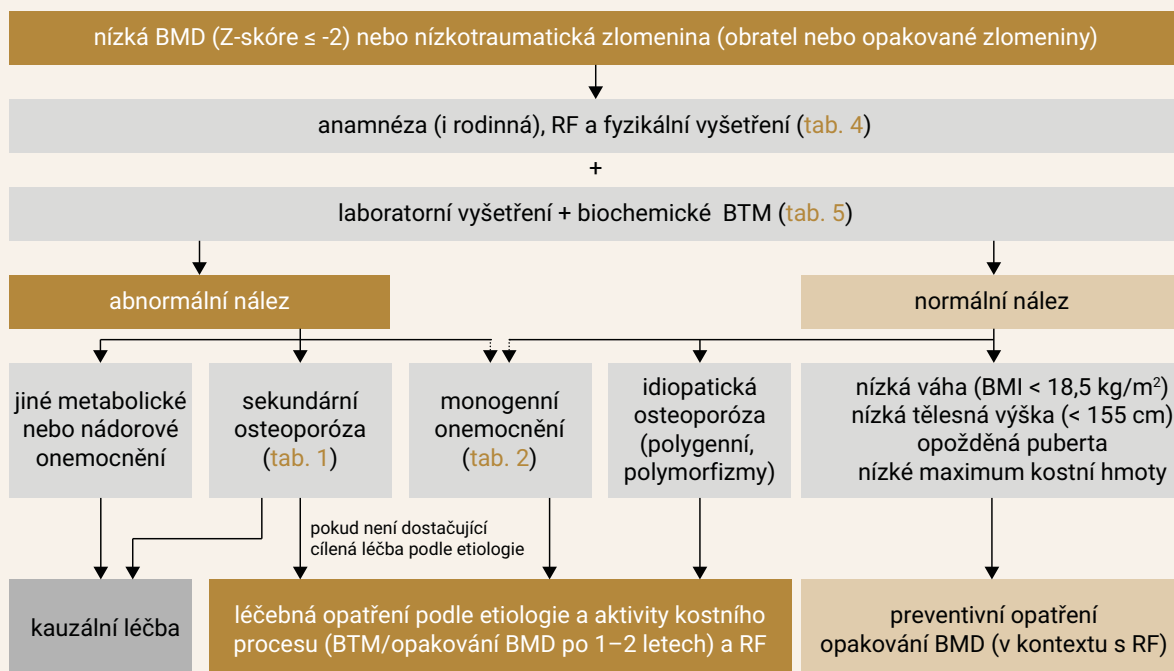 nízká BMD (Z-skóre ≤ -2) nebo nízkotraumatická zlomenina (obratel nebo opakované zlomeniny)
anamnéza (i rodinná), RF a fyzikální vyšetření (tab. 4)
+
laboratorní vyšetření + biochemické BTM (tab. 5)
abnormální nález
normální nález
jiné metabolické
nebo nádorové
onemocnění
sekundární
osteoporóza
(tab. 1)
monogenní
onemocnění
(tab. 2)
idiopatická
osteoporóza
(polygenní,
polymorfizmy)
nízká váha (BMI < 18,5 kg/m²)
nízká tělesná výška (< 155 cm)
opožděná puberta
nízké maximum kostní hmoty
pokud není dostačující
cílená léčba podle etiologie
kauzální léčba
léčebná opatření podle etiologie a aktivity kostního
procesu (BTM/opakování BMD po 1–2 letech) a RF
preventivní opatření
opakování BMD (v kontextu s RF)